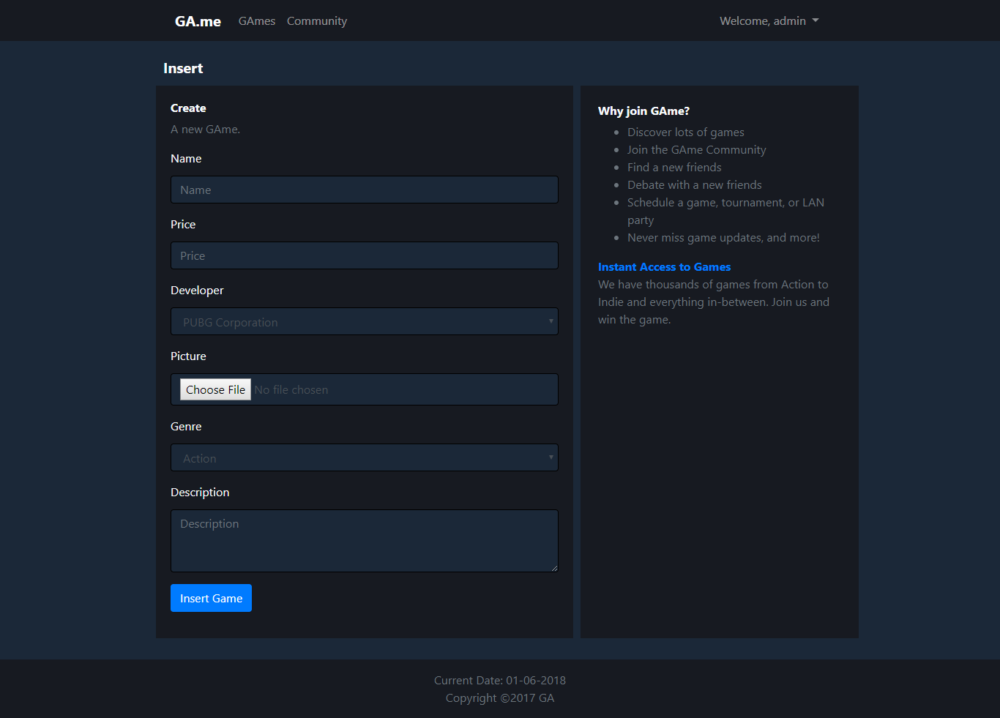 GA.me GAmes Community Welcome, admin
Insert
Create
A new GAme.
Name
Name
Price
Price
Developer
PUBG Corporation
Picture
Choose File No file chosen
Genre
Action
Description
Description
Insert Game
Why join GAme?
Discover lots of games
Join the GAme Community
Find a new friends
Debate with a new friends
Schedule a game, tournament, or LAN
party
Never miss game updates, and more!
Instant Access to Games
We have thousands of games from Action to
Indie and everything in-between. Join us and
win the game.
Current Date: 01-06-2018
Copyright ©2017 GA